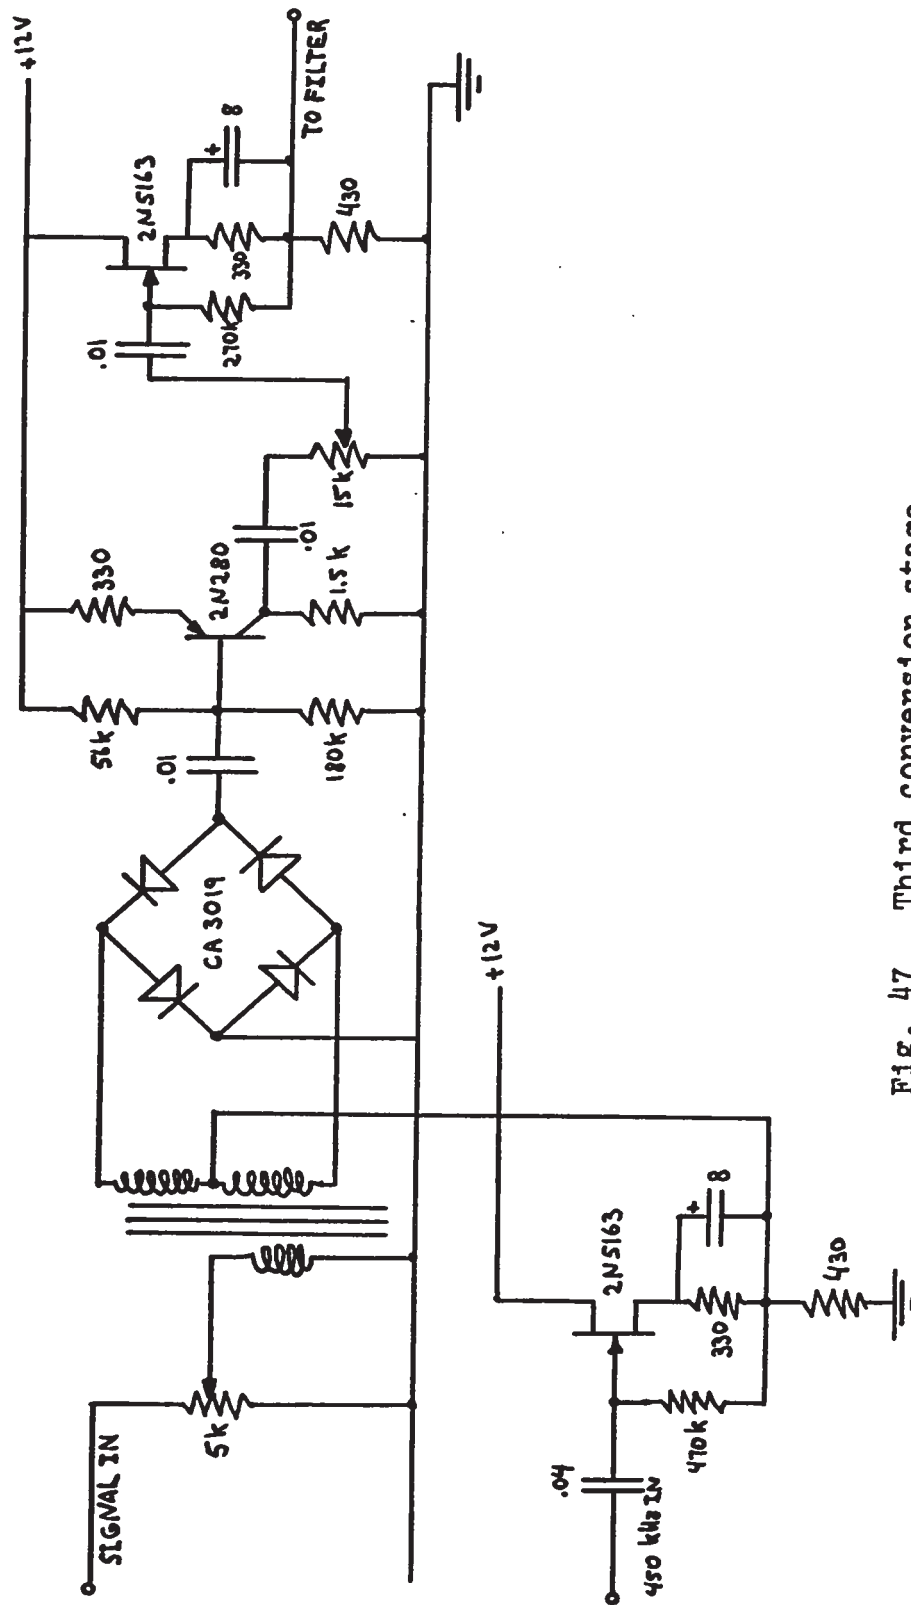 +12V
330
2N5163
56k
2N280
.01
+
8
.01
270k
330
TO FILTER
CA 3019
.01
15k
430
180k
1.5k
SIGNAL IN
5k
+12V
2N5163
.04
+
8
450 kHz IN
470k
330
430
Fig. 47 Third conversion stage